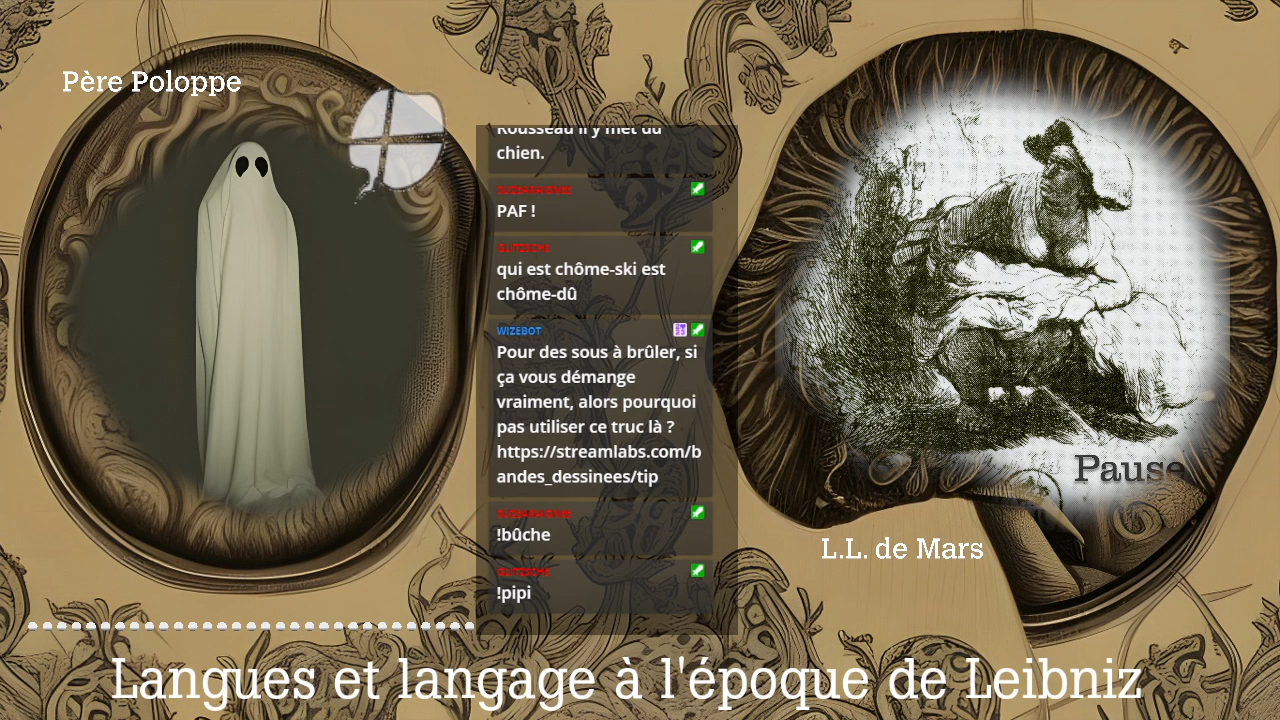 Père Poloppe
Rousseau il y met du
chien.
PAF !
qui est chôme-ski est
chôme-dû
WIZEBOT
Pour des sous à brûler, si
ça vous démange
vraiment, alors pourquoi
pas utiliser ce truc là ?
https://streamlabs.com/b
andes_dessinees/tip
!bûche
!pipi
Pause
L.L. de Mars
Langues et langage à l'époque de Leibniz